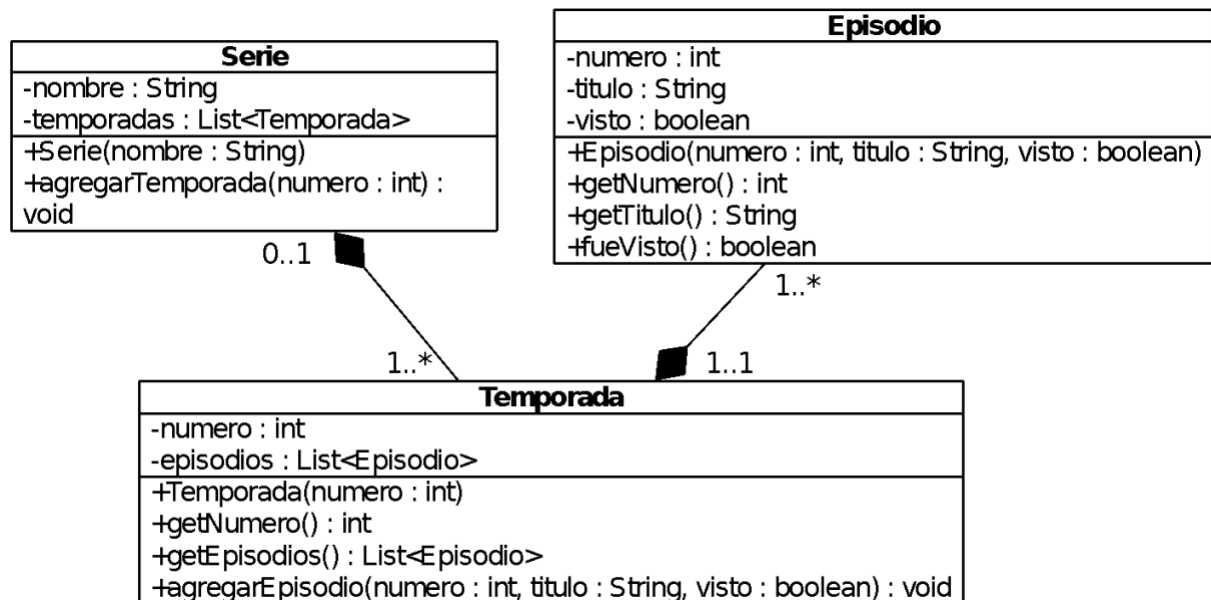 Serie
-nombre : String
-temporadas : List<Temporada>
+Serie(nombre : String)
+agregarTemporada(numero : int) :
void
Episodio
-numero : int
-titulo : String
-visto : boolean
+Episodio(numero : int, titulo : String, visto : boolean)
+getNumero() : int
+getTitulo() : String
+fueVisto() : boolean
0..1
1..*
1..*
1..1
Temporada
-numero : int
-episodios : List<Episodio>
+Temporada(numero : int)
+getNumero() : int
+getEpisodios() : List<Episodio>
+agregarEpisodio(numero : int, titulo : String, visto : boolean) : void